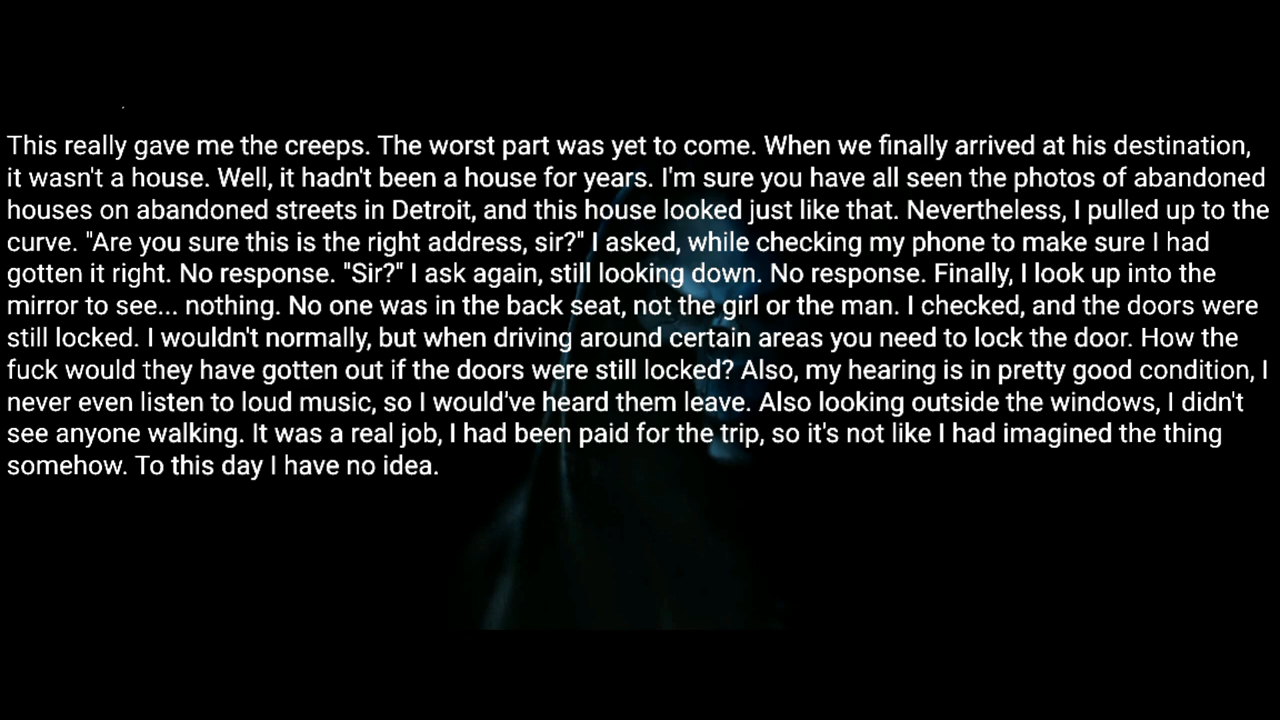 This really gave me the creeps. The worst part was yet to come. When we finally arrived at his destination,
it wasn't a house. Well, it hadn't been a house for years. I'm sure you have all seen the photos of abandoned
houses on abandoned streets in Detroit, and this house looked just like that. Nevertheless, I pulled up to the
curve. "Are you sure this is the right address, sir?" I asked, while checking my phone to make sure I had
gotten it right. No response. "Sir?" I ask again, still looking down. No response. Finally, I look up into the
mirror to see... nothing. No one was in the back seat, not the girl or the man. I checked, and the doors were
still locked. I wouldn't normally, but when driving around certain areas you need to lock the door. How the
fuck would they have gotten out if the doors were still locked? Also, my hearing is in pretty good condition, I
never even listen to loud music, so I would've heard them leave. Also looking outside the windows, I didn't
see anyone walking. It was a real job, I had been paid for the trip, so it's not like I had imagined the thing
somehow. To this day I have no idea.